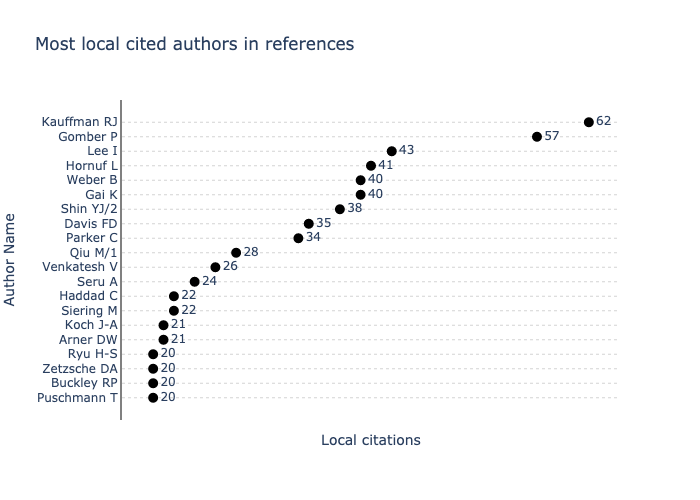 Most local cited authors in references
Author Name
Kauffman RJ 62
Gomber P 57
Lee I 43
Hornuf L 41
Weber B 40
Gai K 40
Shin YJ/2 38
Davis FD 35
Parker C 34
Qiu M/1 28
Venkatesh V 26
Seru A 24
Haddad C 22
Siering M 22
Koch J-A 21
Arner DW 21
Ryu H-S 20
Zetzsche DA 20
Buckley RP 20
Puschmann T 20
Local citations